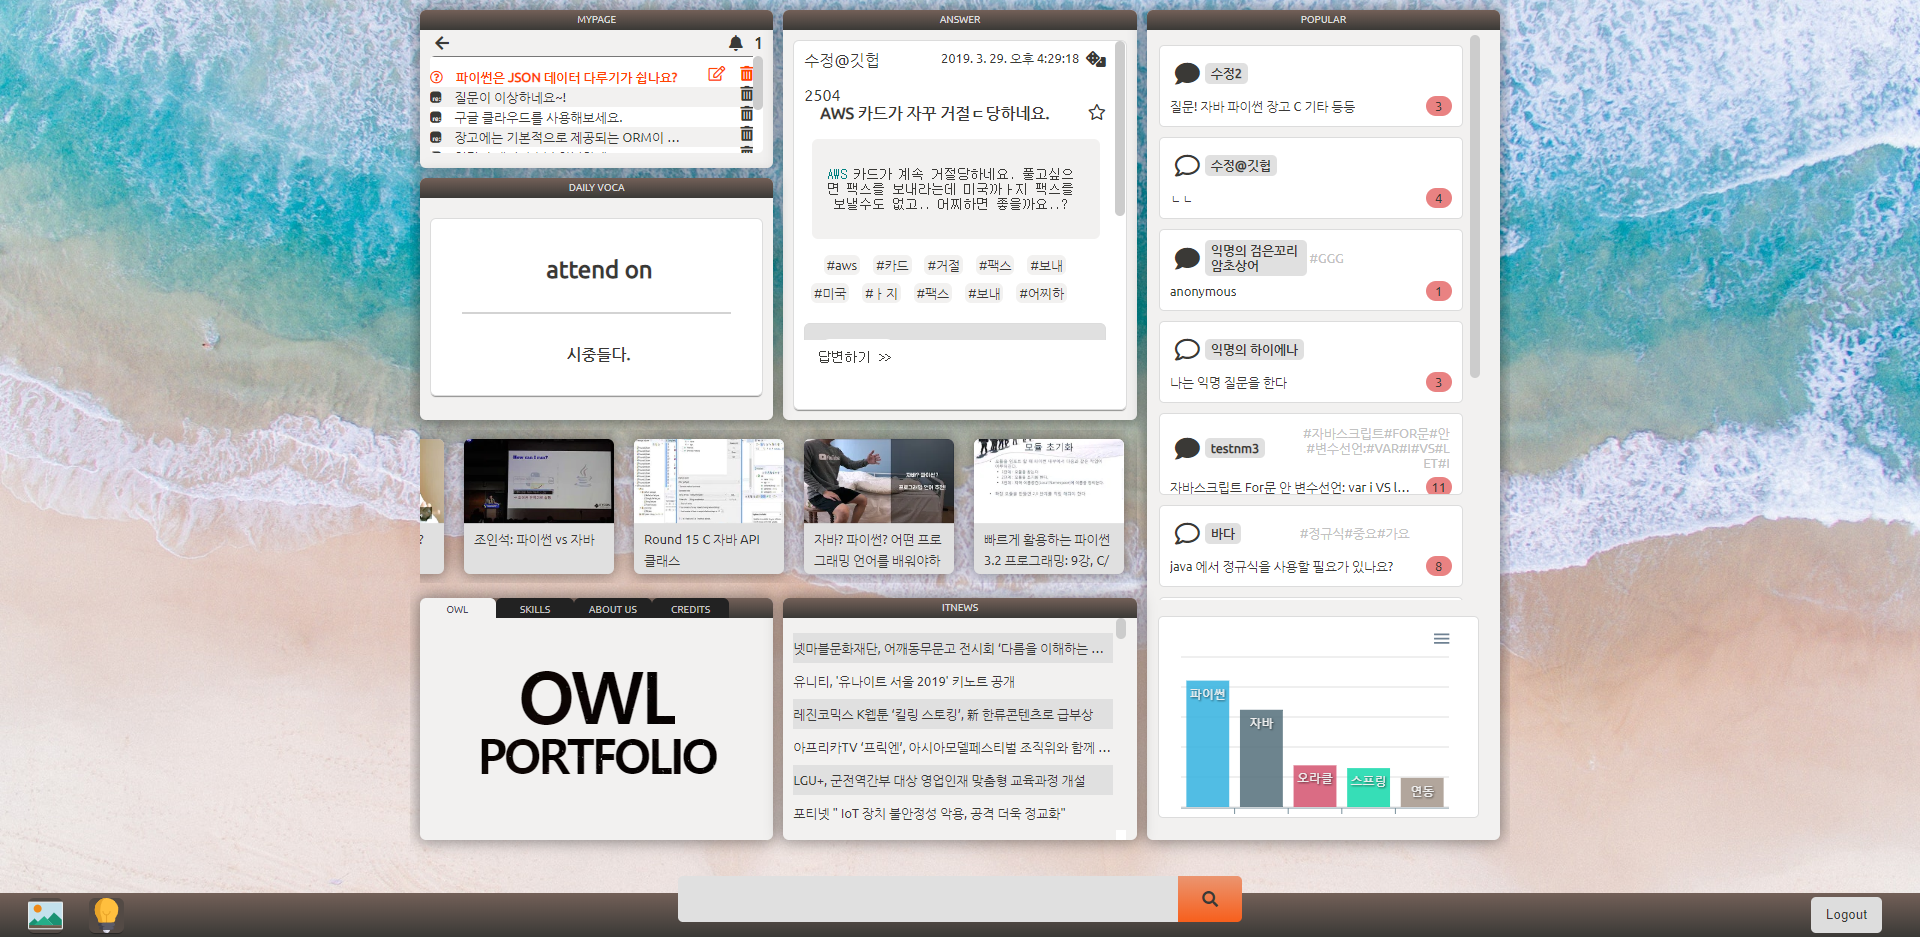 MYPAGE
1
파이썬은 JSON 데이터 다루기가 쉽나요?
질문이 이상하네요~!
구글 클라우드를 사용해보세요.
장고에는 기본적으로 제공되는 ORM이 ...
DAILY VOCA
attend on
시중들다.
ANSWER
수정@깃헙
2019. 3. 29. 오후 4:29:18
2504
AWS 카드가 자꾸 거절ㄷ당하네요.
AWS 카드가 계속 거절당하네요. 풀고싶으
면 팩스를 보내라는데 미국까ㅏ지 팩스를
보낼수도 없고.. 어찌하면 좋을까요..?
#aws #카드 #거절 #팩스 #보내
#미국 #ㅏ지 #팩스 #보내 #어찌하
답변하기 >>
POPULAR
수정2
질문! 자바 파이썬 장고 C 기타 등등
3
수정@깃헙
ㄴㄴ
4
익명의 검은꼬리
암초상어
#GGG
anonymous
1
익명의 하이에나
나는 익명 질문을 한다
3
testnm3
#자바스크립트#FOR문#안
#변수선언:#VAR#I#VS#L
ET#I
자바스크립트 For문 안 변수선언: var i VS l...
11
바다
#정규식#중요#가요
java 에서 정규식을 사용할 필요가 있나요?
8
?
How can I run?
조인석: 파이썬 vs 자바
Round 15 C 자바 API
클래스
YouTube
자바? 파이썬?
프로그래밍 언어 추천!
자바? 파이썬? 어떤 프로
그래밍 언어를 배워야하
모듈 초기화
빠르게 활용하는 파이썬
3.2 프로그래밍: 9강, C/
OWL
SKILLS
ABOUT US
CREDITS
OWL
PORTFOLIO
ITNEWS
넷마블문화재단, 어깨동무문고 전시회 ‘다름을 이해하는 ...
유니티, '유나이트 서울 2019' 키노트 공개
레진코믹스 K웹툰 ‘킬링 스토킹’, 新 한류콘텐츠로 급부상
아프리카TV ‘프릭엔’, 아시아모델페스티벌 조직위와 함께 ...
LGU+, 군전역간부 대상 영업인재 맞춤형 교육과정 개설
포티넷 " IoT 장치 불안정성 악용, 공격 더욱 정교화"
파이썬
자바
오라클
스프링
연동
Logout